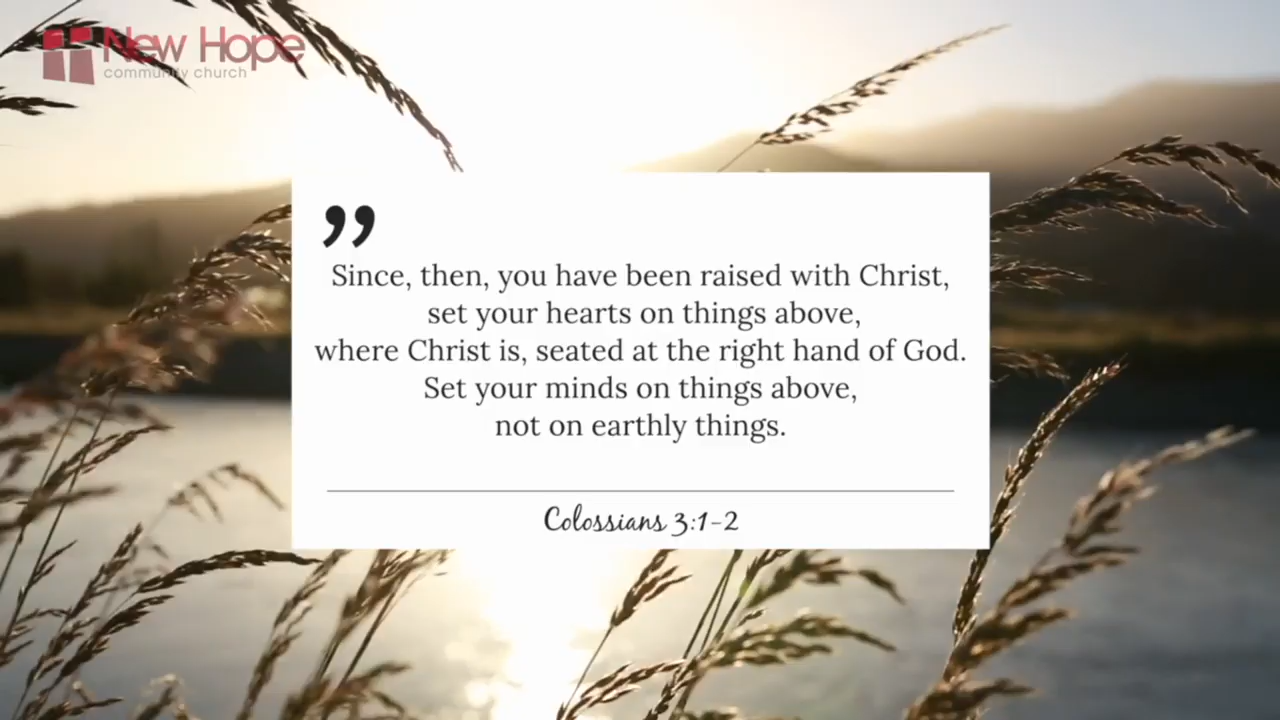 New Hope
community church
”
Since, then, you have been raised with Christ,
set your hearts on things above,
where Christ is, seated at the right hand of God.
Set your minds on things above,
not on earthly things.
Colossians 3:1-2